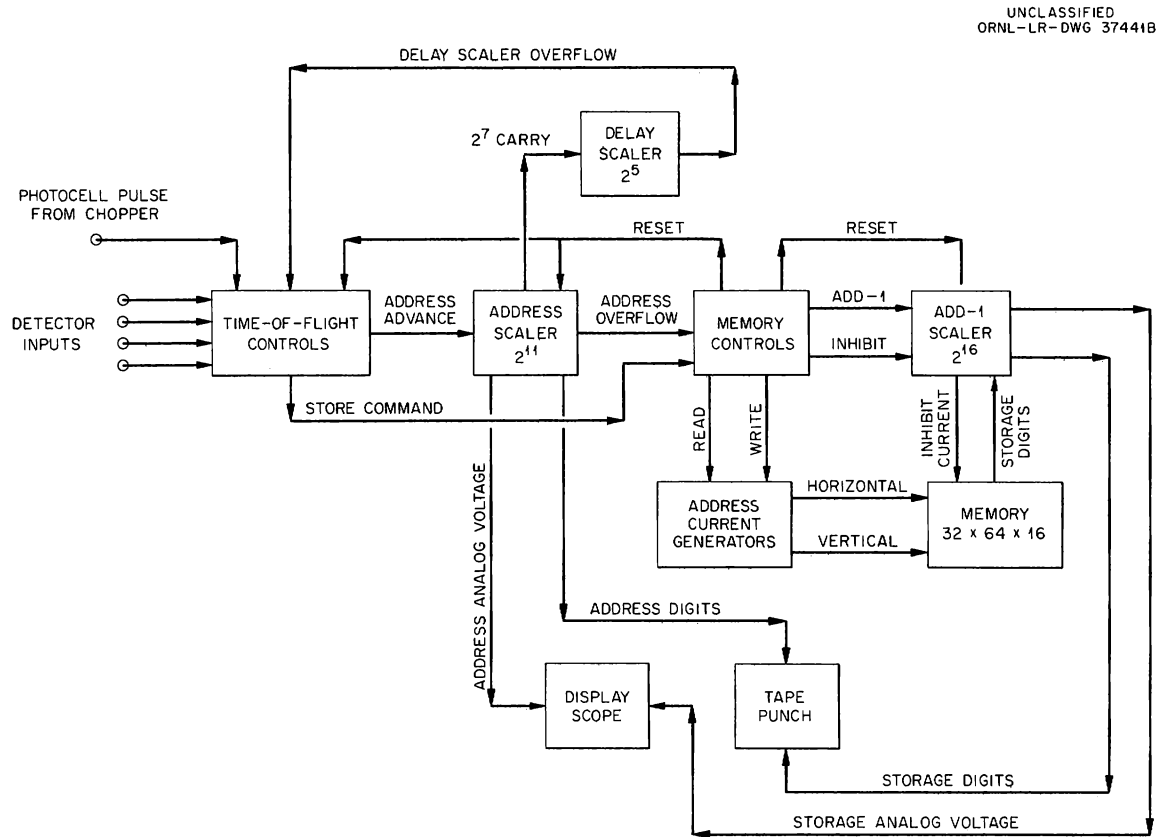 UNCLASSIFIED
ORNL-LR-DWG 37441B
DELAY SCALER OVERFLOW
2⁷ CARRY
DELAY
SCALER
2⁵
PHOTOCELL PULSE
FROM CHOPPER
RESET
RESET
DETECTOR
INPUTS
TIME-OF-FLIGHT
CONTROLS
ADDRESS
ADVANCE
ADDRESS
SCALER
2¹¹
ADDRESS
OVERFLOW
MEMORY
CONTROLS
ADD-1
INHIBIT
ADD-1
SCALER
2¹⁶
STORE COMMAND
READ
WRITE
INHIBIT
CURRENT
STORAGE
DIGITS
ADDRESS
CURRENT
GENERATORS
HORIZONTAL
VERTICAL
MEMORY
32 x 64 x 16
ADDRESS ANALOG VOLTAGE
ADDRESS DIGITS
DISPLAY
SCOPE
TAPE
PUNCH
STORAGE DIGITS
STORAGE ANALOG VOLTAGE